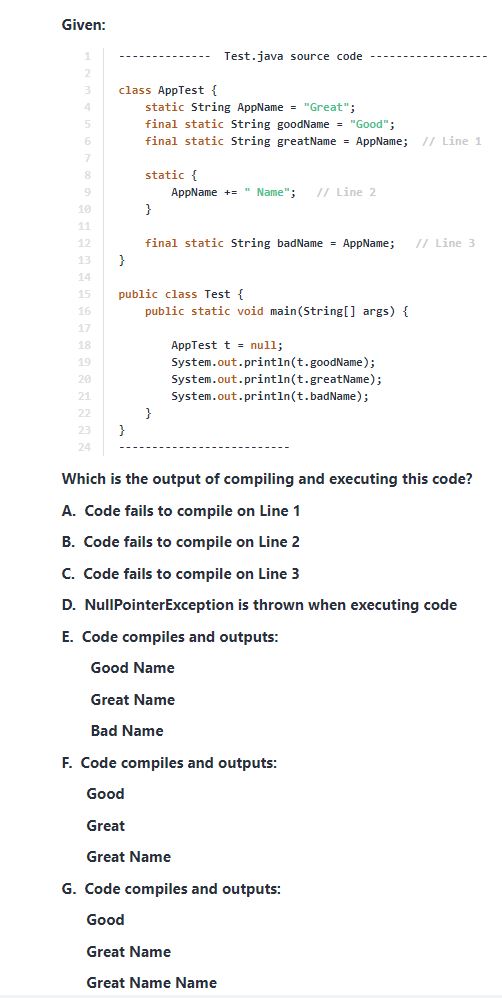 Given:
1 -------------- Test.java source code ------------------
2
3 class AppTest {
4 static String AppName = "Great";
5 final static String goodName = "Good";
6 final static String greatName = AppName; // Line 1
7
8 static {
9 AppName += " Name"; // Line 2
10 }
11
12 final static String badName = AppName; // Line 3
13 }
14
15 public class Test {
16 public static void main(String[] args) {
17
18 AppTest t = null;
19 System.out.println(t.goodName);
20 System.out.println(t.greatName);
21 System.out.println(t.badName);
22 }
23 }
24 --------------------------
Which is the output of compiling and executing this code?
A. Code fails to compile on Line 1
B. Code fails to compile on Line 2
C. Code fails to compile on Line 3
D. NullPointerException is thrown when executing code
E. Code compiles and outputs:
Good Name
Great Name
Bad Name
F. Code compiles and outputs:
Good
Great
Great Name
G. Code compiles and outputs:
Good
Great Name
Great Name Name